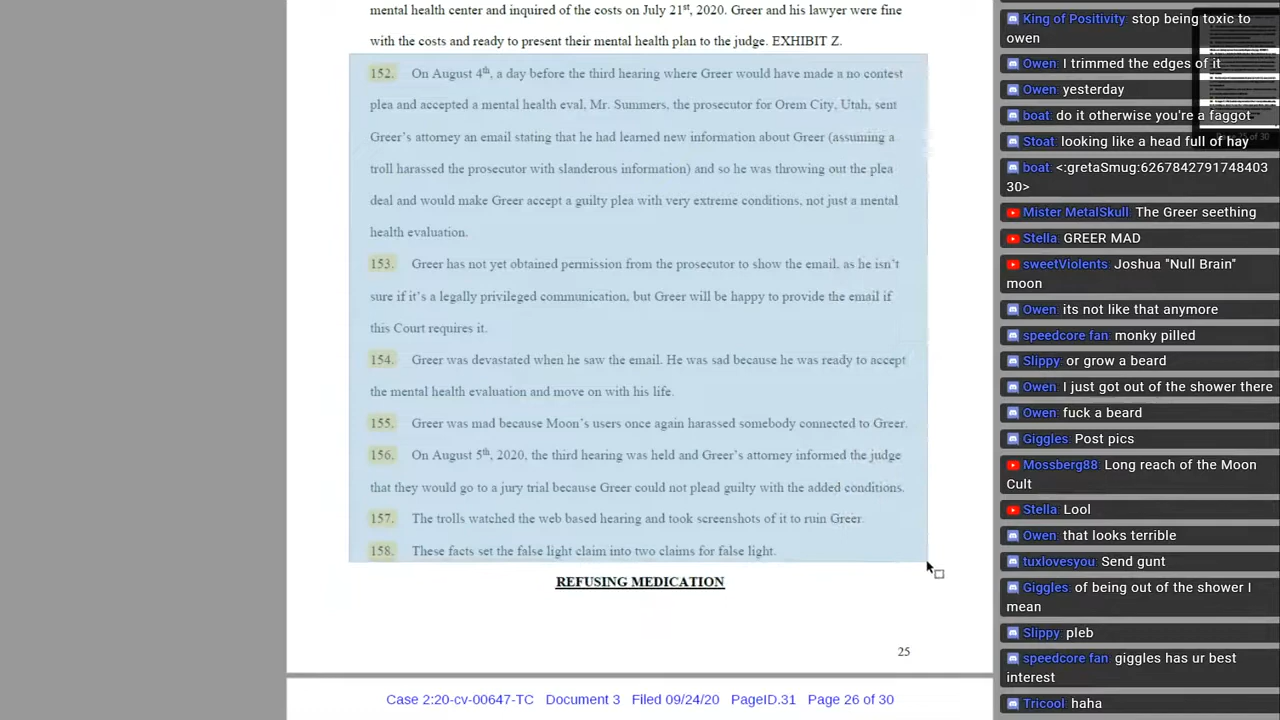 mental health center and inquired of the costs on July 21st, 2020. Greer and his lawyer were fine
with the costs and ready to present their mental health plan to the judge. EXHIBIT Z.
152. On August 4th, a day before the third hearing where Greer would have made a no contest
plea and accepted a mental health eval, Mr. Summers, the prosecutor for Orem City, Utah, sent
Greer's attorney an email stating that he had learned new information about Greer (assuming a
troll harassed the prosecutor with slanderous information) and so he was throwing out the plea
deal and would make Greer accept a guilty plea with very extreme conditions, not just a mental
health evaluation.
153. Greer has not yet obtained permission from the prosecutor to show the email, as he isn't
sure if it's a legally privileged communication, but Greer will be happy to provide the email if
this Court requires it.
154. Greer was devastated when he saw the email. He was sad because he was ready to accept
the mental health evaluation and move on with his life.
155. Greer was mad because Moon's users once again harassed somebody connected to Greer.
156. On August 5th, 2020, the third hearing was held and Greer's attorney informed the judge
that they would go to a jury trial because Greer could not plead guilty with the added conditions.
157. The trolls watched the web based hearing and took screenshots of it to ruin Greer.
158. These facts set the false light claim into two claims for false light.
REFUSING MEDICATION
25
Case 2:20-cv-00647-TC Document 3 Filed 09/24/20 PageID.31 Page 26 of 30
King of Positivity: stop being toxic to
owen
Owen: I trimmed the edges of it
Owen: yesterday
boat: do it otherwise you're a faggot
Stoat: looking like a head full of hay
boat: <:gretaSmug:6267842791748403
30>
Mister MetalSkull: The Greer seething
Stella: GREER MAD
sweetViolents: Joshua "Null Brain"
moon
Owen: its not like that anymore
speedcore fan: monky pilled
Slippy: or grow a beard
Owen: I just got out of the shower there
Owen: fuck a beard
Giggles: Post pics
Mossberg88: Long reach of the Moon
Cult
Stella: Lool
Owen: that looks terrible
tuxlovesyou: Send gunt
Giggles: of being out of the shower I
mean
Slippy: pleb
speedcore fan: giggles has ur best
interest
Tricool: haha